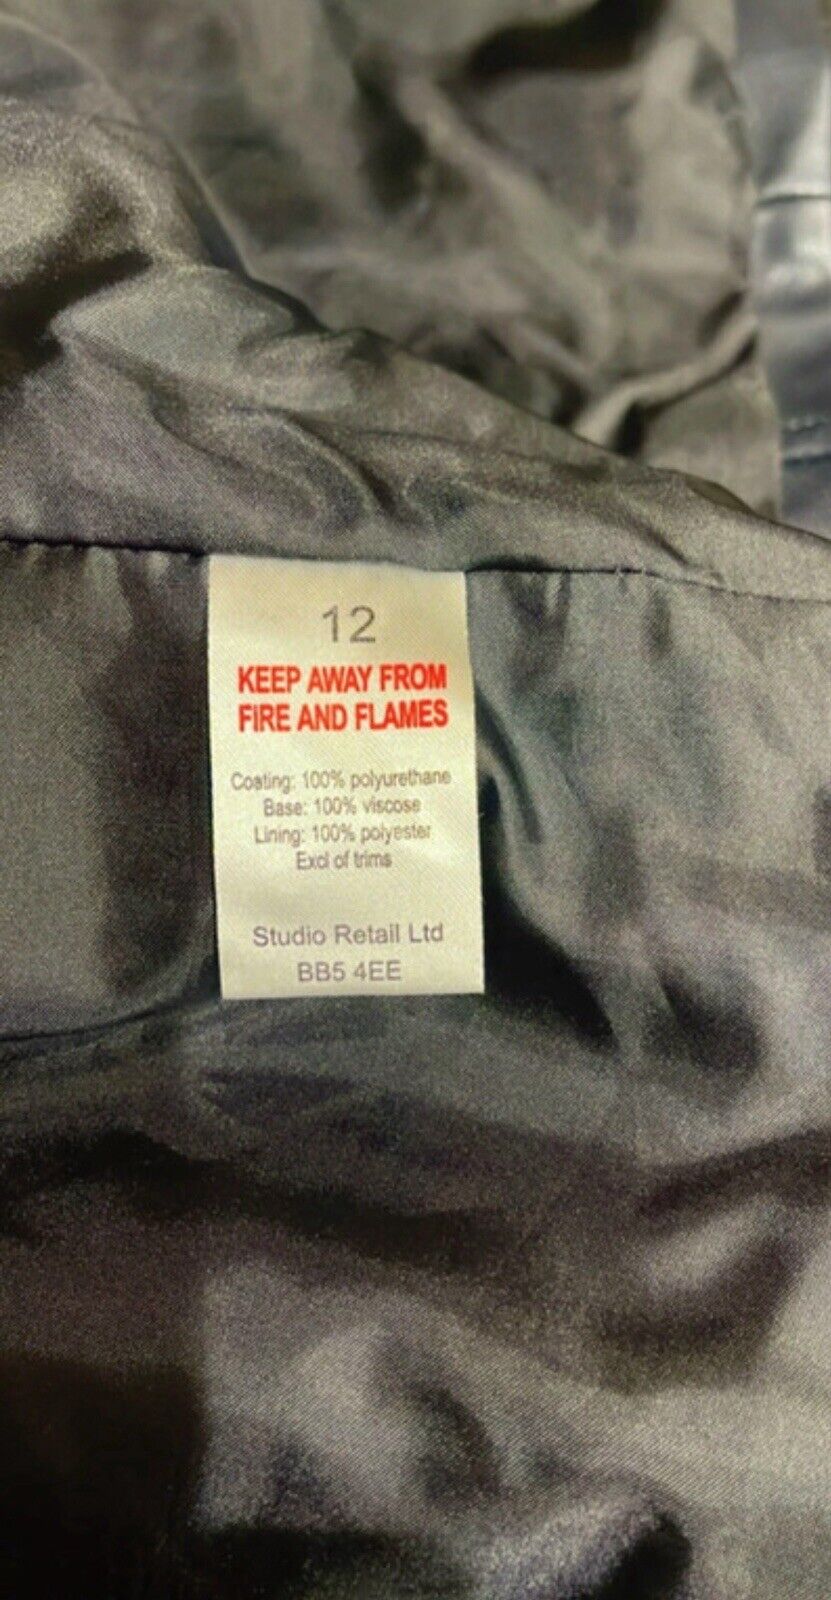 12
KEEP AWAY FROM
FIRE AND FLAMES
Coating: 100% polyurethane
Base: 100% viscose
Lining: 100% polyester
Excl of trims
Studio Retail Ltd
BB5 4EE